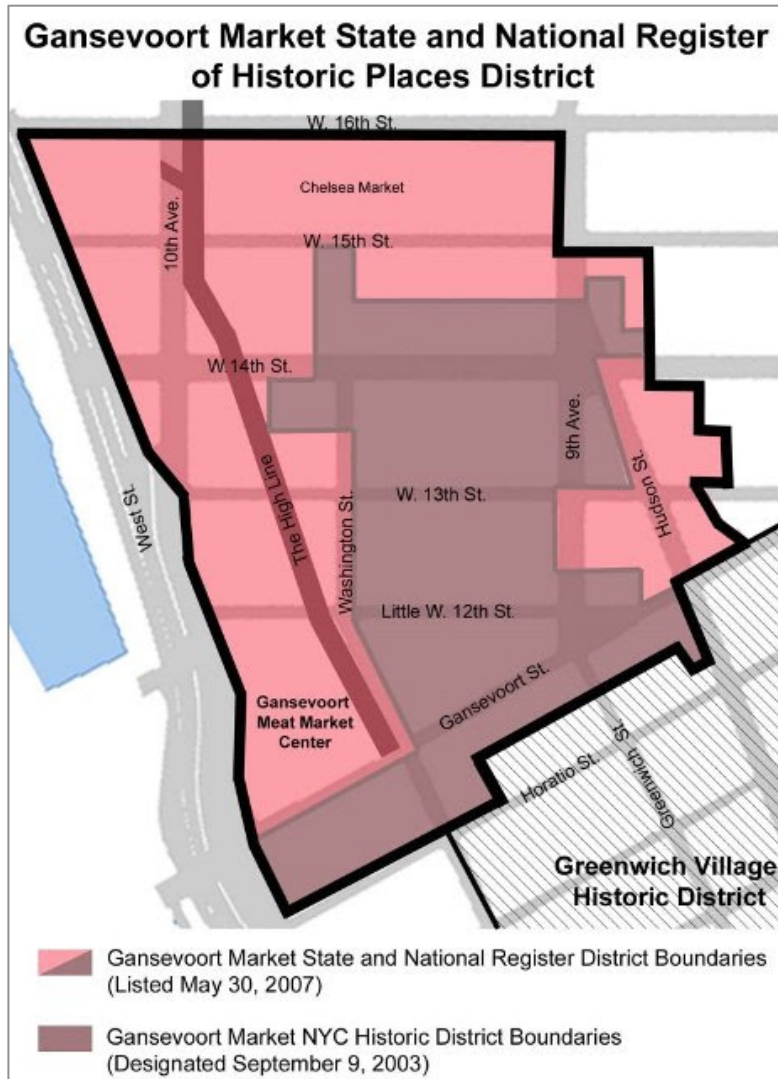 Gansevoort Market State and National Register
of Historic Places District
W. 16th St.
Chelsea Market
10th Ave.
W. 15th St.
W.14th St.
9th Ave.
The High Line
Hudson St.
West St.
W. 13th St.
Washington St.
Little W. 12th St.
Gansevoort St.
Gansevoort
Meat Market
Center
Horatio St.
Greenwich St.
Greenwich Village
Historic District
Gansevoort Market State and National Register District Boundaries
(Listed May 30, 2007)
Gansevoort Market NYC Historic District Boundaries
(Designated September 9, 2003)